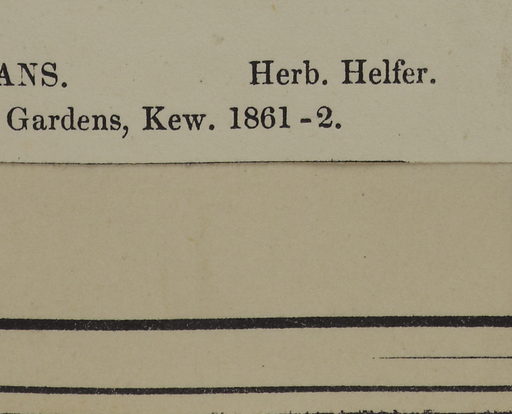 ANS. Herb. Helfer.
Gardens, Kew. 1861-2.